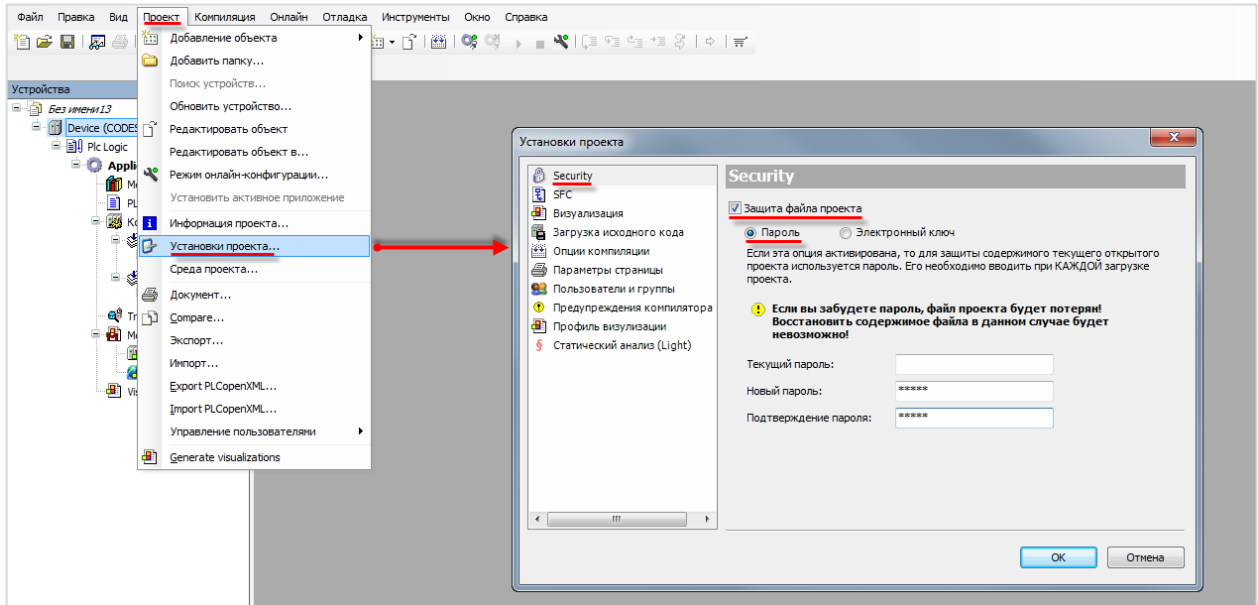 Файл Правка Вид Проект Компиляция Онлайн Отладка Инструменты Окно Справка
Устройства
Без имени13
Device (CODES
Plc Logic
Appli
M
PL
Ко
Tr
M
Vis
Добавление объекта
Добавить папку...
Поиск устройств...
Обновить устройство...
Редактировать объект
Редактировать объект в...
Режим онлайн-конфигурации...
Установить активное приложение
Информация проекта...
Установки проекта...
Среда проекта...
Документ...
Compare...
Экспорт...
Импорт...
Export PLCopenXML...
Import PLCopenXML...
Управление пользователями
Generate visualizations
Установки проекта
Security
SFC
Визуализация
Загрузка исходного кода
Опции компиляции
Параметры страницы
Пользователи и группы
Предупреждения компилятора
Профиль визулизации
Статический анализ (Light)
Security
Защита файла проекта
Пароль Электронный ключ
Если эта опция активирована, то для защиты содержимого текущего открытого
проекта используется пароль. Его необходимо вводить при КАЖДОЙ загрузке
проекта.
Если вы забудете пароль, файл проекта будет потерян!
Восстановить содержимое файла в данном случае будет
невозможно!
Текущий пароль:
Новый пароль: *****
Подтверждение пароля: *****
OK Отмена